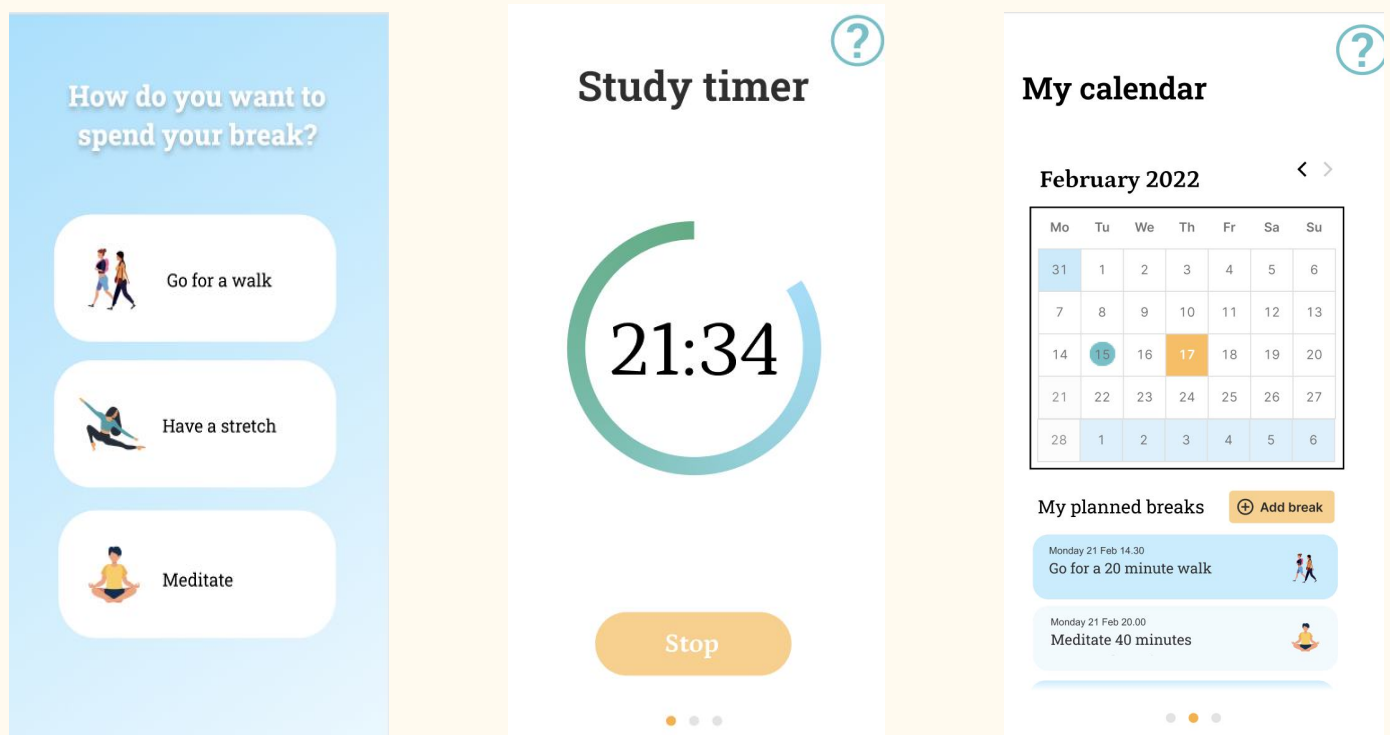 How do you want to
spend your break?
Go for a walk
Have a stretch
Meditate
?
Study timer
21:34
Stop
?
My calendar
February 2022
Mo Tu We Th Fr Sa Su
31 1 2 3 4 5 6
7 8 9 10 11 12 13
14 15 16 17 18 19 20
21 22 23 24 25 26 27
28 1 2 3 4 5 6
My planned breaks
Add break
Monday 21 Feb 14.30
Go for a 20 minute walk
Monday 21 Feb 20.00
Meditate 40 minutes